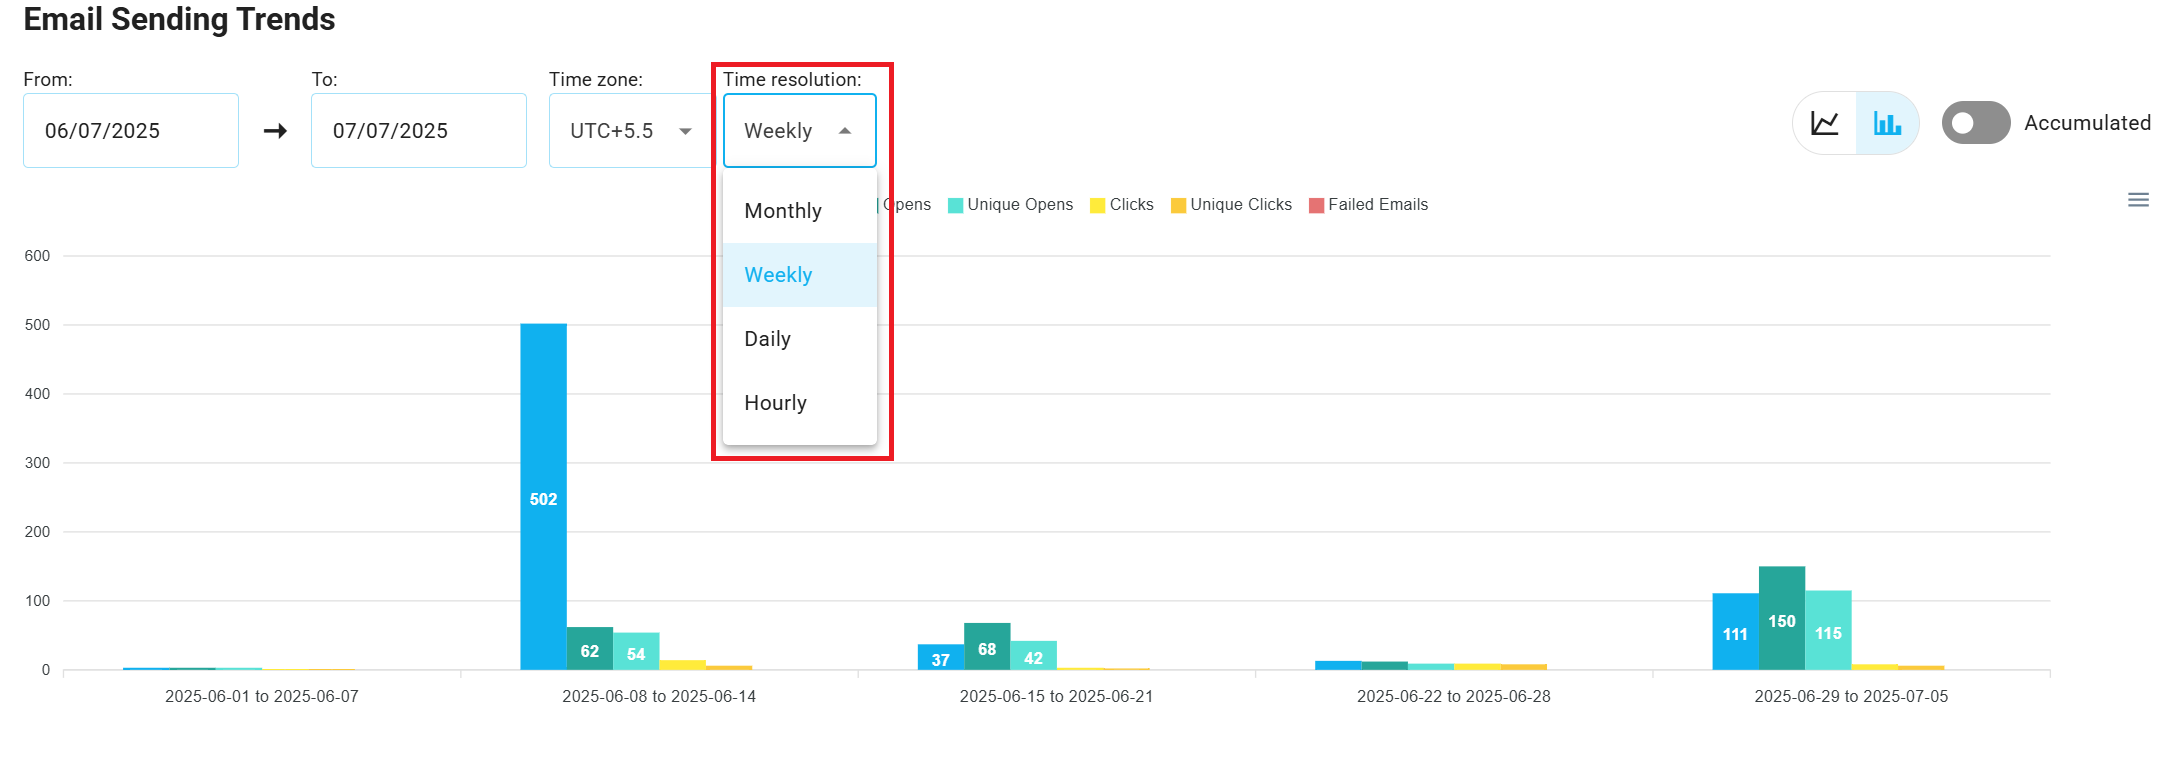 Email Sending Trends
From: To: Time zone: Time resolution:
06/07/2025 07/07/2025 UTC+5.5 Weekly Accumulated
Monthly
Opens Unique Opens Clicks Unique Clicks Failed Emails
Weekly
Daily
Hourly
600
500
400
300
200
100
0
502
62
54
37
68
42
111
150
115
2025-06-01 to 2025-06-07
2025-06-08 to 2025-06-14
2025-06-15 to 2025-06-21
2025-06-22 to 2025-06-28
2025-06-29 to 2025-07-05